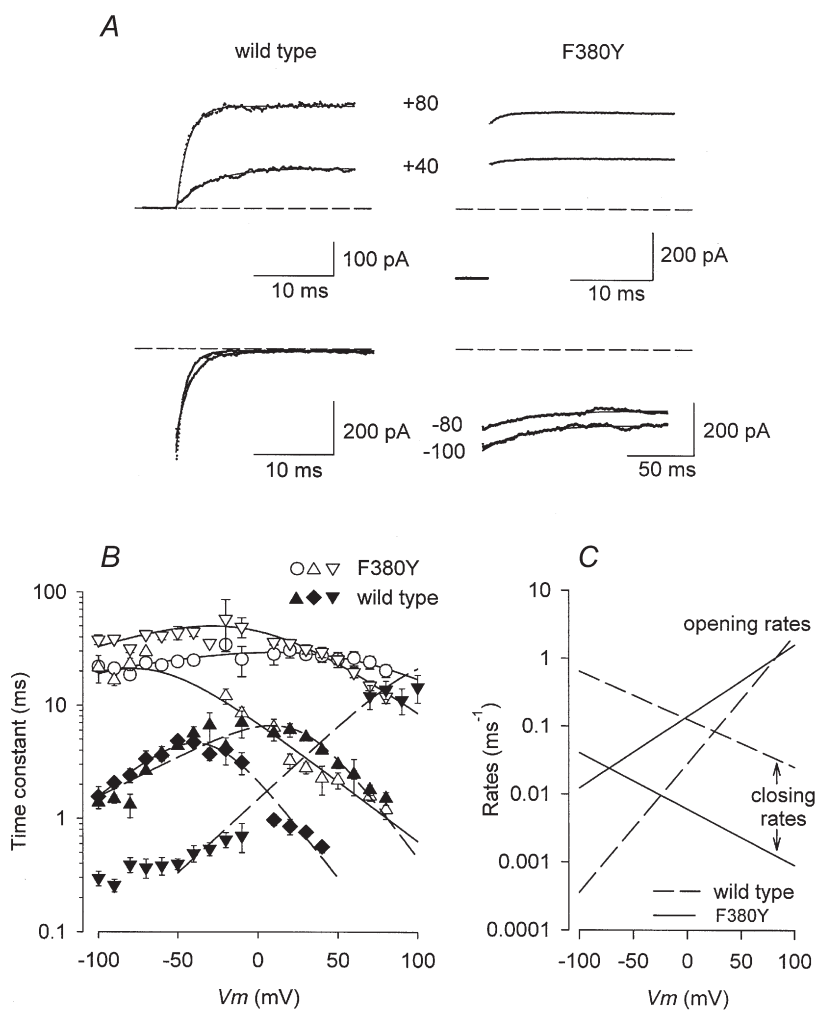 A
wild type
F380Y
+80
+40
100 pA
10 ms
200 pA
10 ms
200 pA
10 ms
-80
-100
200 pA
50 ms
B
F380Y
wild type
100
10
1
0.1
Time constant (ms)
-100
-50
0
50
100
Vm (mV)
C
opening rates
10
1
0.1
0.01
0.001
0.0001
Rates (ms⁻¹)
closing
rates
wild type
F380Y
-100
-50
0
50
100
Vm (mV)